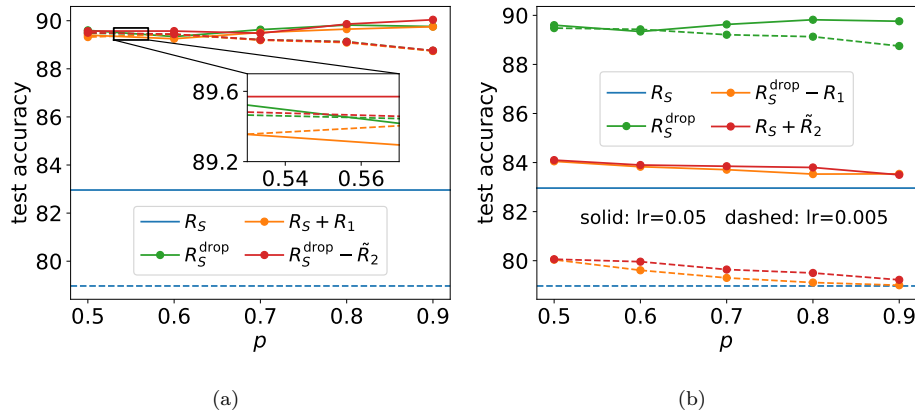 90
88
86
84
82
80
test accuracy
89.6
89.2
0.54 0.56
R_S
R_S + R_1
R_S^drop
R_S^drop − R̃_2
0.5 0.6 0.7 0.8 0.9
p
(a)
90
88
86
84
82
80
test accuracy
R_S
R_S^drop − R_1
R_S^drop
R_S + R̃_2
solid: lr=0.05 dashed: lr=0.005
0.5 0.6 0.7 0.8 0.9
p
(b)